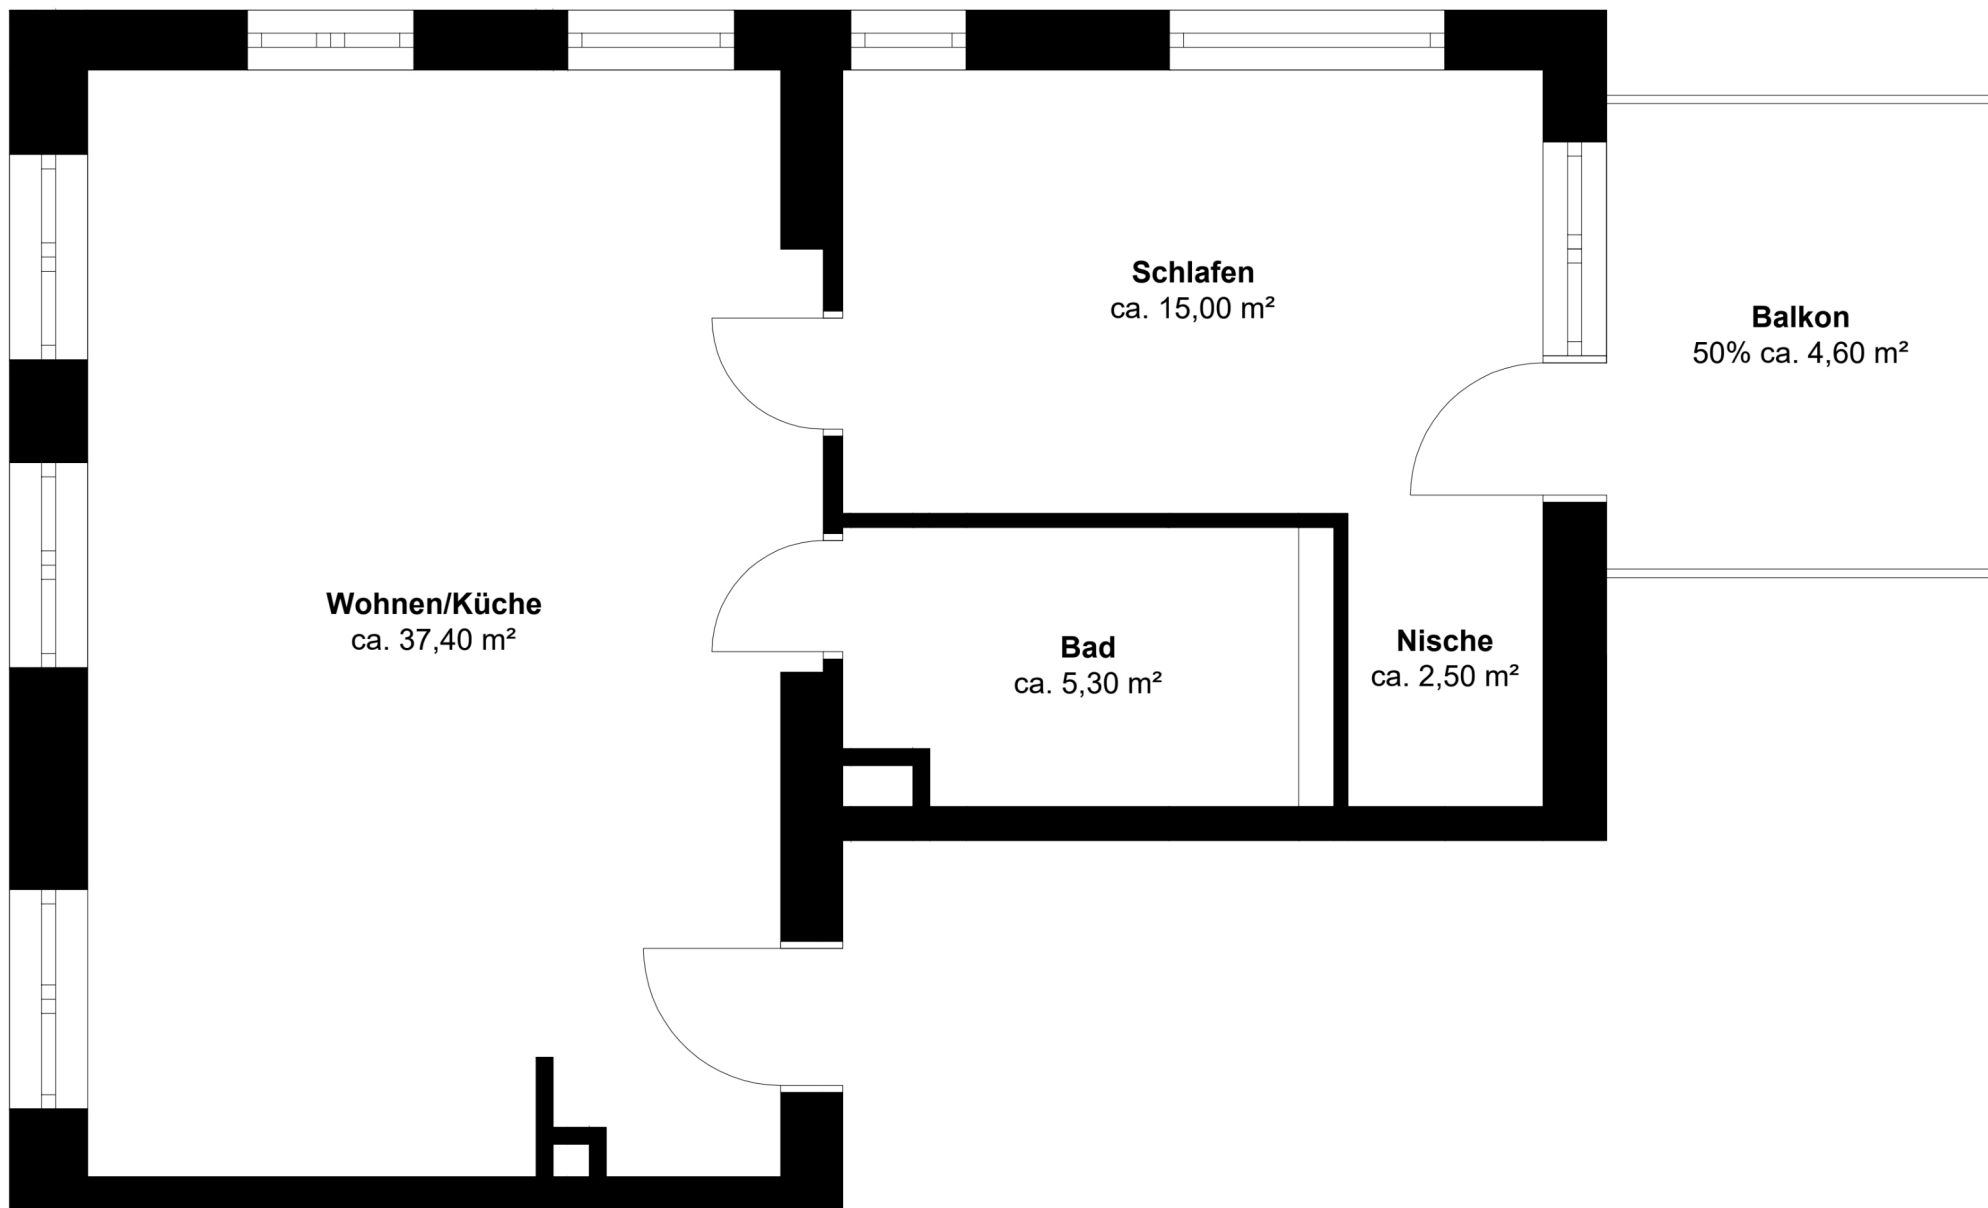 Schlafen
ca. 15,00 m²
Balkon
50% ca. 4,60 m²
Wohnen/Küche
ca. 37,40 m²
Bad
ca. 5,30 m²
Nische
ca. 2,50 m²